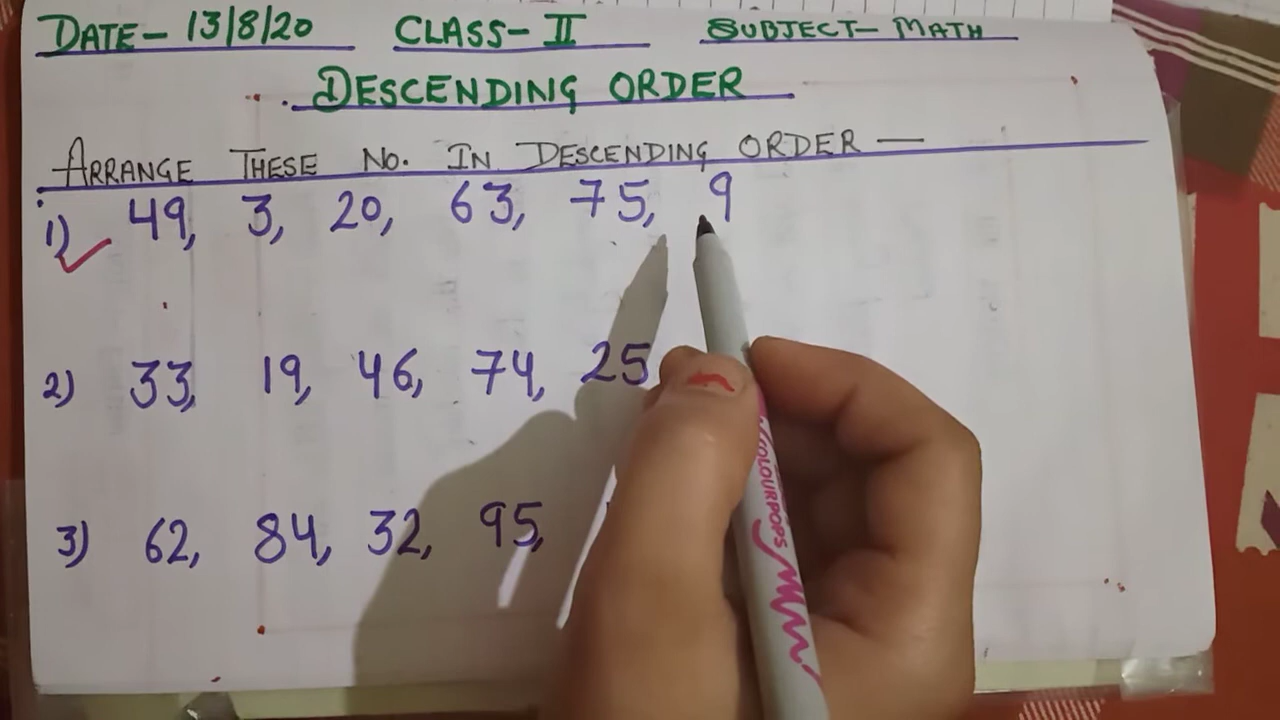 DATE- 13/8/20 CLASS- II SUBJECT- MATH
DESCENDING ORDER
ARRANGE THESE No. IN DESCENDING ORDER —
1) 49, 3, 20, 63, 75, 9
2) 33, 19, 46, 74, 25
3) 62, 84, 32, 95,
COLOURPOPS